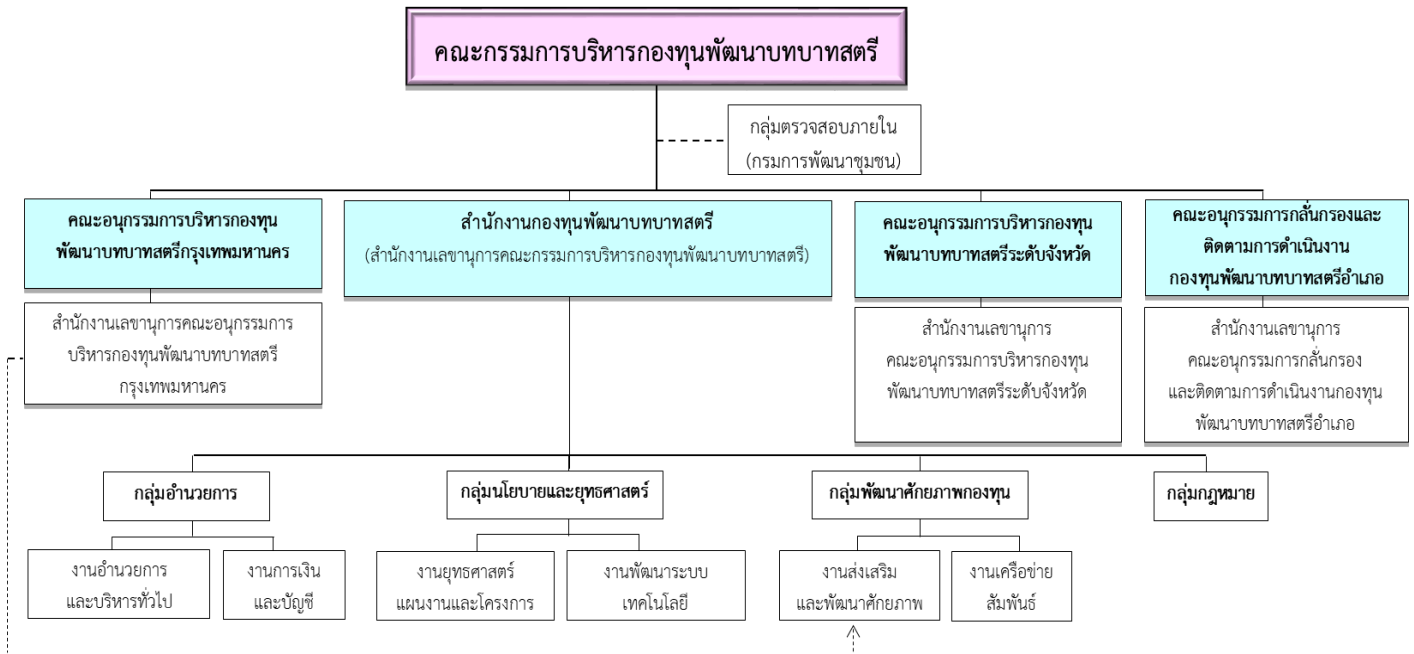 คณะกรรมการบริหารกองทุนพัฒนาบทบาทสตรี
กลุ่มตรวจสอบภายใน
(กรมการพัฒนาชุมชน)
คณะอนุกรรมการบริหารกองทุน
พัฒนาบทบาทสตรีกรุงเทพมหานคร
สำนักงานเลขานุการคณะอนุกรรมการ
บริหารกองทุนพัฒนาบทบาทสตรี
กรุงเทพมหานคร
สำนักงานกองทุนพัฒนาบทบาทสตรี
(สำนักงานเลขานุการคณะกรรมการบริหารกองทุนพัฒนาบทบาทสตรี)
คณะอนุกรรมการบริหารกองทุน
พัฒนาบทบาทสตรีระดับจังหวัด
สำนักงานเลขานุการ
คณะอนุกรรมการบริหารกองทุน
พัฒนาบทบาทสตรีระดับจังหวัด
คณะอนุกรรมการกลั่นกรองและ
ติดตามการดำเนินงาน
กองทุนพัฒนาบทบาทสตรีอำเภอ
สำนักงานเลขานุการ
คณะอนุกรรมการกลั่นกรอง
และติดตามการดำเนินงานกองทุน
พัฒนาบทบาทสตรีอำเภอ
กลุ่มอำนวยการ
งานอำนวยการ
และบริหารทั่วไป
งานการเงิน
และบัญชี
กลุ่มนโยบายและยุทธศาสตร์
งานยุทธศาสตร์
แผนงานและโครงการ
งานพัฒนาระบบ
เทคโนโลยี
กลุ่มพัฒนาศักยภาพกองทุน
งานส่งเสริม
และพัฒนาศักยภาพ
งานเครือข่าย
สัมพันธ์
กลุ่มกฎหมาย